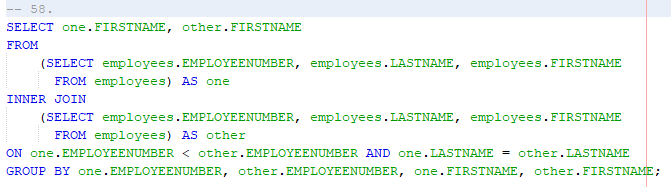 -- 58.
SELECT one.FIRSTNAME, other.FIRSTNAME
FROM
(SELECT employees.EMPLOYEENUMBER, employees.LASTNAME, employees.FIRSTNAME
FROM employees) AS one
INNER JOIN
(SELECT employees.EMPLOYEENUMBER, employees.LASTNAME, employees.FIRSTNAME
FROM employees) AS other
ON one.EMPLOYEENUMBER < other.EMPLOYEENUMBER AND one.LASTNAME = other.LASTNAME
GROUP BY one.EMPLOYEENUMBER, other.EMPLOYEENUMBER, one.FIRSTNAME, other.FIRSTNAME;